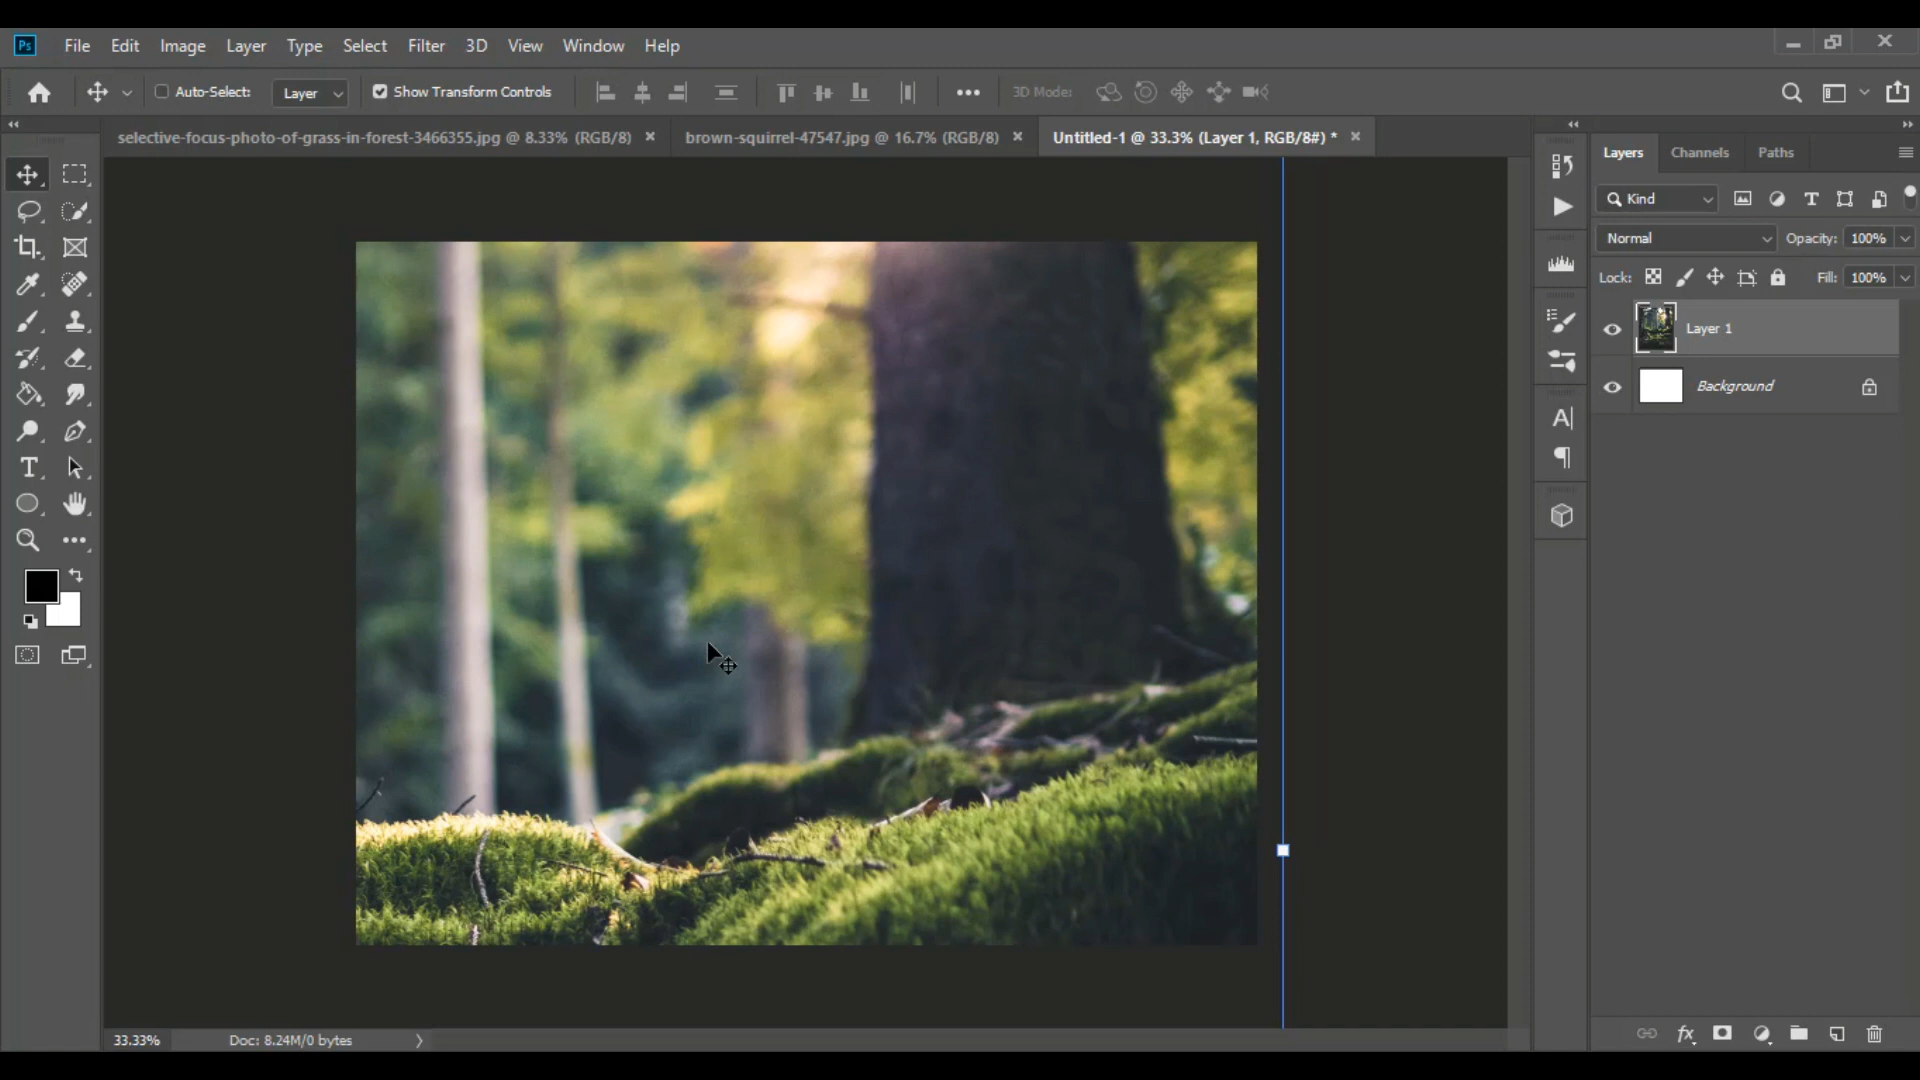 Ps File Edit Image Layer Type Select Filter 3D View Window Help
Auto-Select: Layer Show Transform Controls 3D Mode:
selective-focus-photo-of-grass-in-forest-3466355.jpg @ 8.33% (RGB/8) brown-squirrel-47547.jpg @ 16.7% (RGB/8) Untitled-1 @ 33.3% (Layer 1, RGB/8#) *
Layers Channels Paths
Kind
Normal Opacity: 100%
Lock: Fill: 100%
Layer 1
Background
33.33% Doc: 8.24M/0 bytes